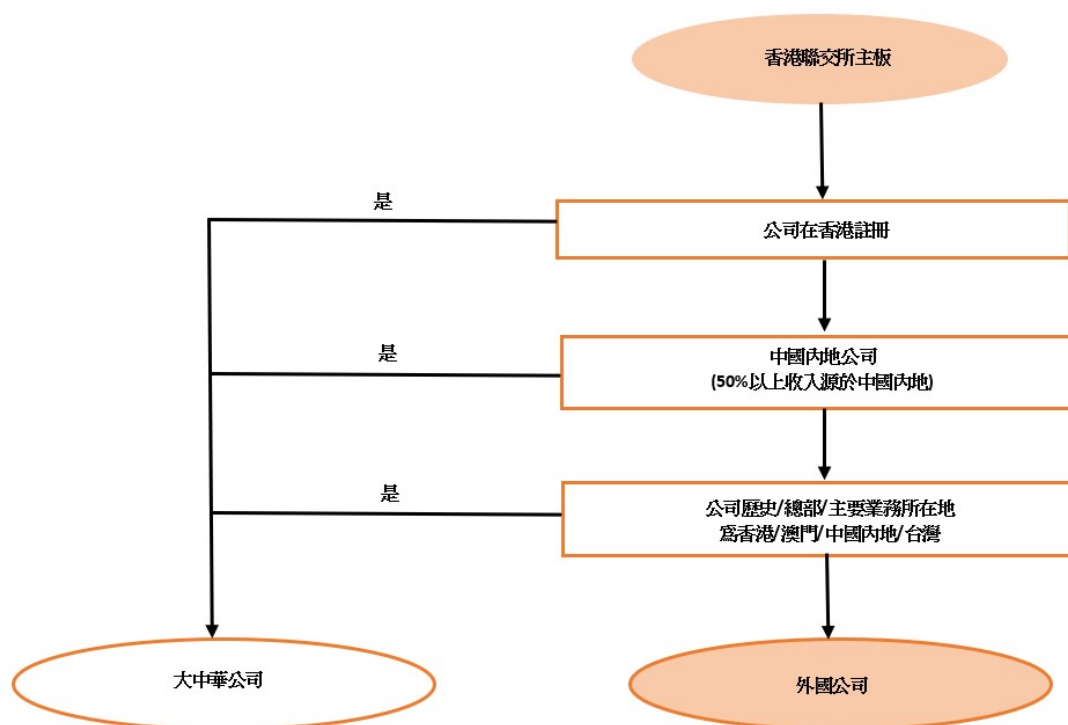 香港聯交所主板
是
公司在香港註冊
是
中國內地公司
(50%以上收入源於中國內地)
是
公司歷史/總部/主要業務所在地
為香港/澳門/中國內地/台灣
大中華公司
外國公司